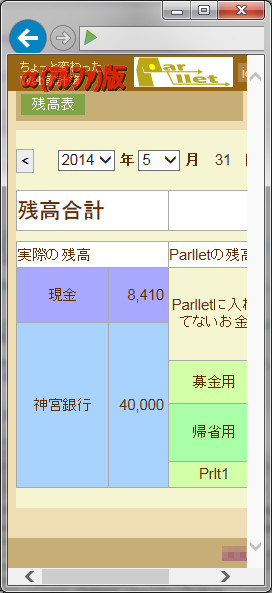 ちょっと変わった
α(アルファ)版
Parllet
残高表
< 2014 年 5 月 31
残高合計
実際の残高 Parlletの残高
現金 8,410
Parlletに入れ
てないお金
神宮銀行 40,000
募金用
帰省用
Prlt1